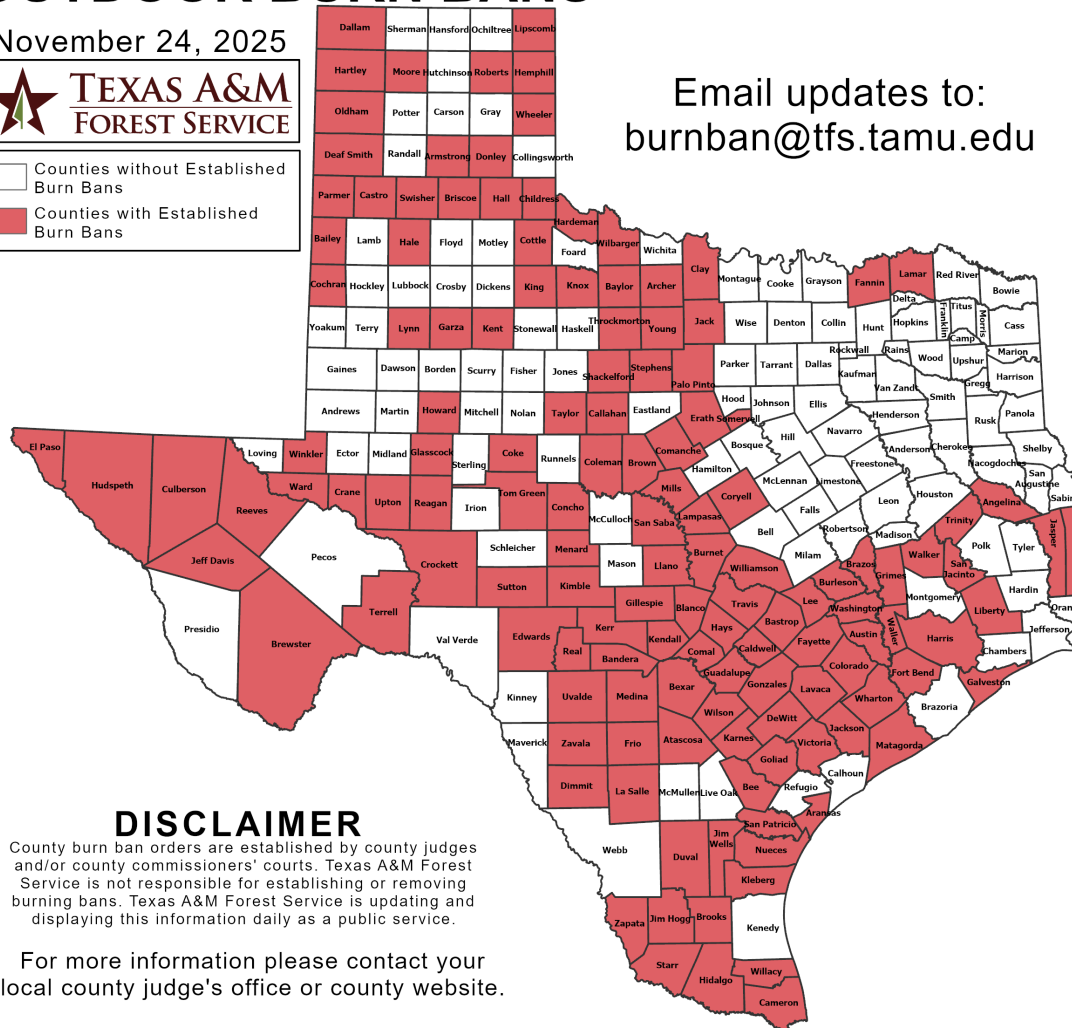 OUTDOOR BURN BANS
November 24, 2025
TEXAS A&M
FOREST SERVICE
Counties without Established
Burn Bans
Counties with Established
Burn Bans
Email updates to:
burnban@tfs.tamu.edu
Dallam
Sherman
Hansford
Ochiltree
Lipscomb
Hartley
Moore
Hutchinson
Roberts
Hemphill
Oldham
Potter
Carson
Gray
Wheeler
Deaf Smith
Randall
Armstrong
Donley
Collingsworth
Parmer
Castro
Swisher
Briscoe
Hall
Childress
Hardeman
Bailey
Lamb
Hale
Floyd
Motley
Cottle
Foard
Wilbarger
Wichita
Clay
Montague
Cooke
Grayson
Fannin
Lamar
Red River
Bowie
Cochran
Hockley
Lubbock
Crosby
Dickens
King
Knox
Baylor
Archer
Delta
Franklin
Titus
Morris
Cass
Yoakum
Terry
Lynn
Garza
Kent
Stonewall
Haskell
Throckmorton
Young
Jack
Wise
Denton
Collin
Hunt
Hopkins
Camp
Marion
Gaines
Dawson
Borden
Scurry
Fisher
Jones
Shackelford
Stephens
Palo Pinto
Parker
Tarrant
Dallas
Rockwall
Kaufman
Rains
Wood
Upshur
Gregg
Harrison
Van Zandt
Smith
Andrews
Martin
Howard
Mitchell
Nolan
Taylor
Callahan
Eastland
Erath
Hood
Somervell
Johnson
Ellis
Henderson
Rusk
Panola
El Paso
Hudspeth
Culberson
Reeves
Loving
Winkler
Ector
Midland
Glasscock
Sterling
Coke
Runnels
Coleman
Brown
Comanche
Hamilton
Bosque
Hill
Navarro
Anderson
Cherokee
Nacogdoches
Shelby
San
Augustine
Sabin
Ward
Crane
Upton
Reagan
Irion
Tom Green
Concho
McCulloch
San Saba
Mills
Lampasas
Coryell
McLennan
Limestone
Freestone
Leon
Houston
Angelina
Trinity
Polk
Tyler
Jasper
Jeff Davis
Pecos
Crockett
Schleicher
Menard
Mason
Llano
Burnet
Bell
Falls
Robertson
Madison
Milam
Williamson
Brazos
Grimes
Walker
San
Jacinto
Hardin
Oran
Presidio
Brewster
Terrell
Val Verde
Sutton
Kimble
Gillespie
Blanco
Travis
Lee
Burleson
Washington
Montgomery
Liberty
Jefferson
Edwards
Kerr
Real
Bandera
Kendall
Hays
Comal
Bastrop
Caldwell
Fayette
Austin
Waller
Harris
Chambers
Kinney
Uvalde
Medina
Bexar
Guadalupe
Gonzales
Lavaca
Colorado
Wharton
Fort Bend
Galveston
Brazoria
Maverick
Zavala
Frio
Atascosa
Wilson
Karnes
DeWitt
Victoria
Jackson
Matagorda
Dimmit
La Salle
McMullen
Live Oak
Bee
Goliad
Refugio
Calhoun
Aransas
Webb
Duval
Jim
Wells
San Patricio
Nueces
Kleberg
Zapata
Jim Hogg
Brooks
Kenedy
Starr
Hidalgo
Willacy
Cameron
DISCLAIMER
County burn ban orders are established by county judges
and/or county commissioners' courts. Texas A&M Forest
Service is not responsible for establishing or removing
burning bans. Texas A&M Forest Service is updating and
displaying this information daily as a public service.
For more information please contact your
local county judge's office or county website.